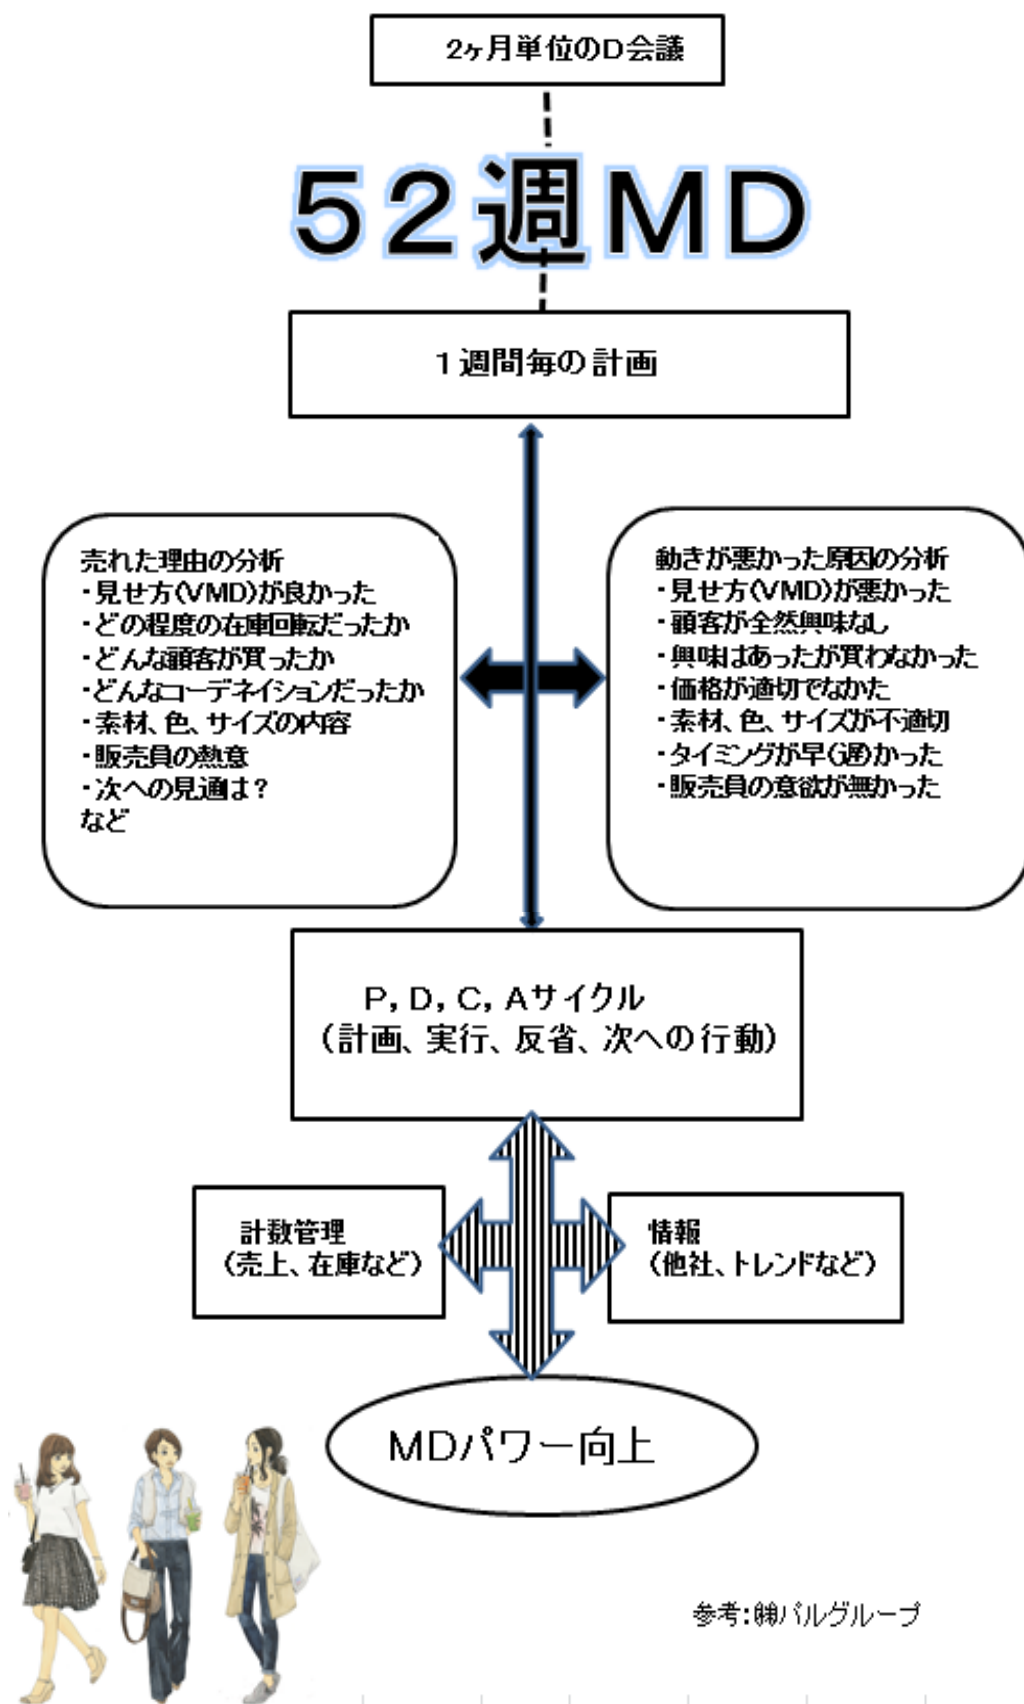 2ヶ月単位のD会議
52週MD
1週間毎の計画
売れた理由の分析
・見せ方(VMD)が良かった
・どの程度の在庫回転だったか
・どんな顧客が買ったか
・どんなコーデネイションだったか
・素材、色、サイズの内容
・販売員の熱意
・次への見通は?
など
動きが悪かった原因の分析
・見せ方(VMD)が悪かった
・顧客が全然興味なし
・興味はあったが買わなかった
・価格が適切でなかた
・素材、色、サイズが不適切
・タイミングが早(遅)かった
・販売員の意欲が無かった
P, D, C, Aサイクル
(計画、実行、反省、次への行動)
計数管理
(売上、在庫など)
情報
(他社、トレンドなど)
MDパワー向上
参考:㈱パルグループ